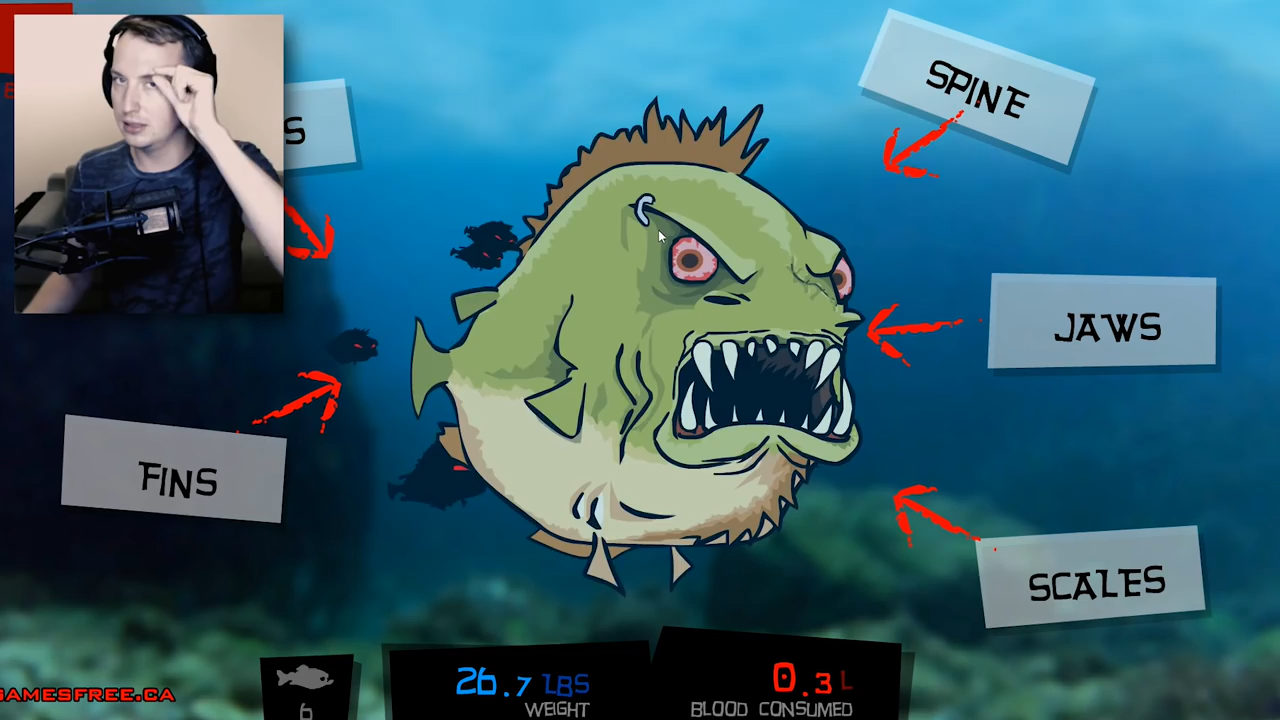 SPINE
JAWS
FINS
SCALES
26.7 LBS
WEIGHT
0.3 L
BLOOD CONSUMED
6
GAMESFREE.CA